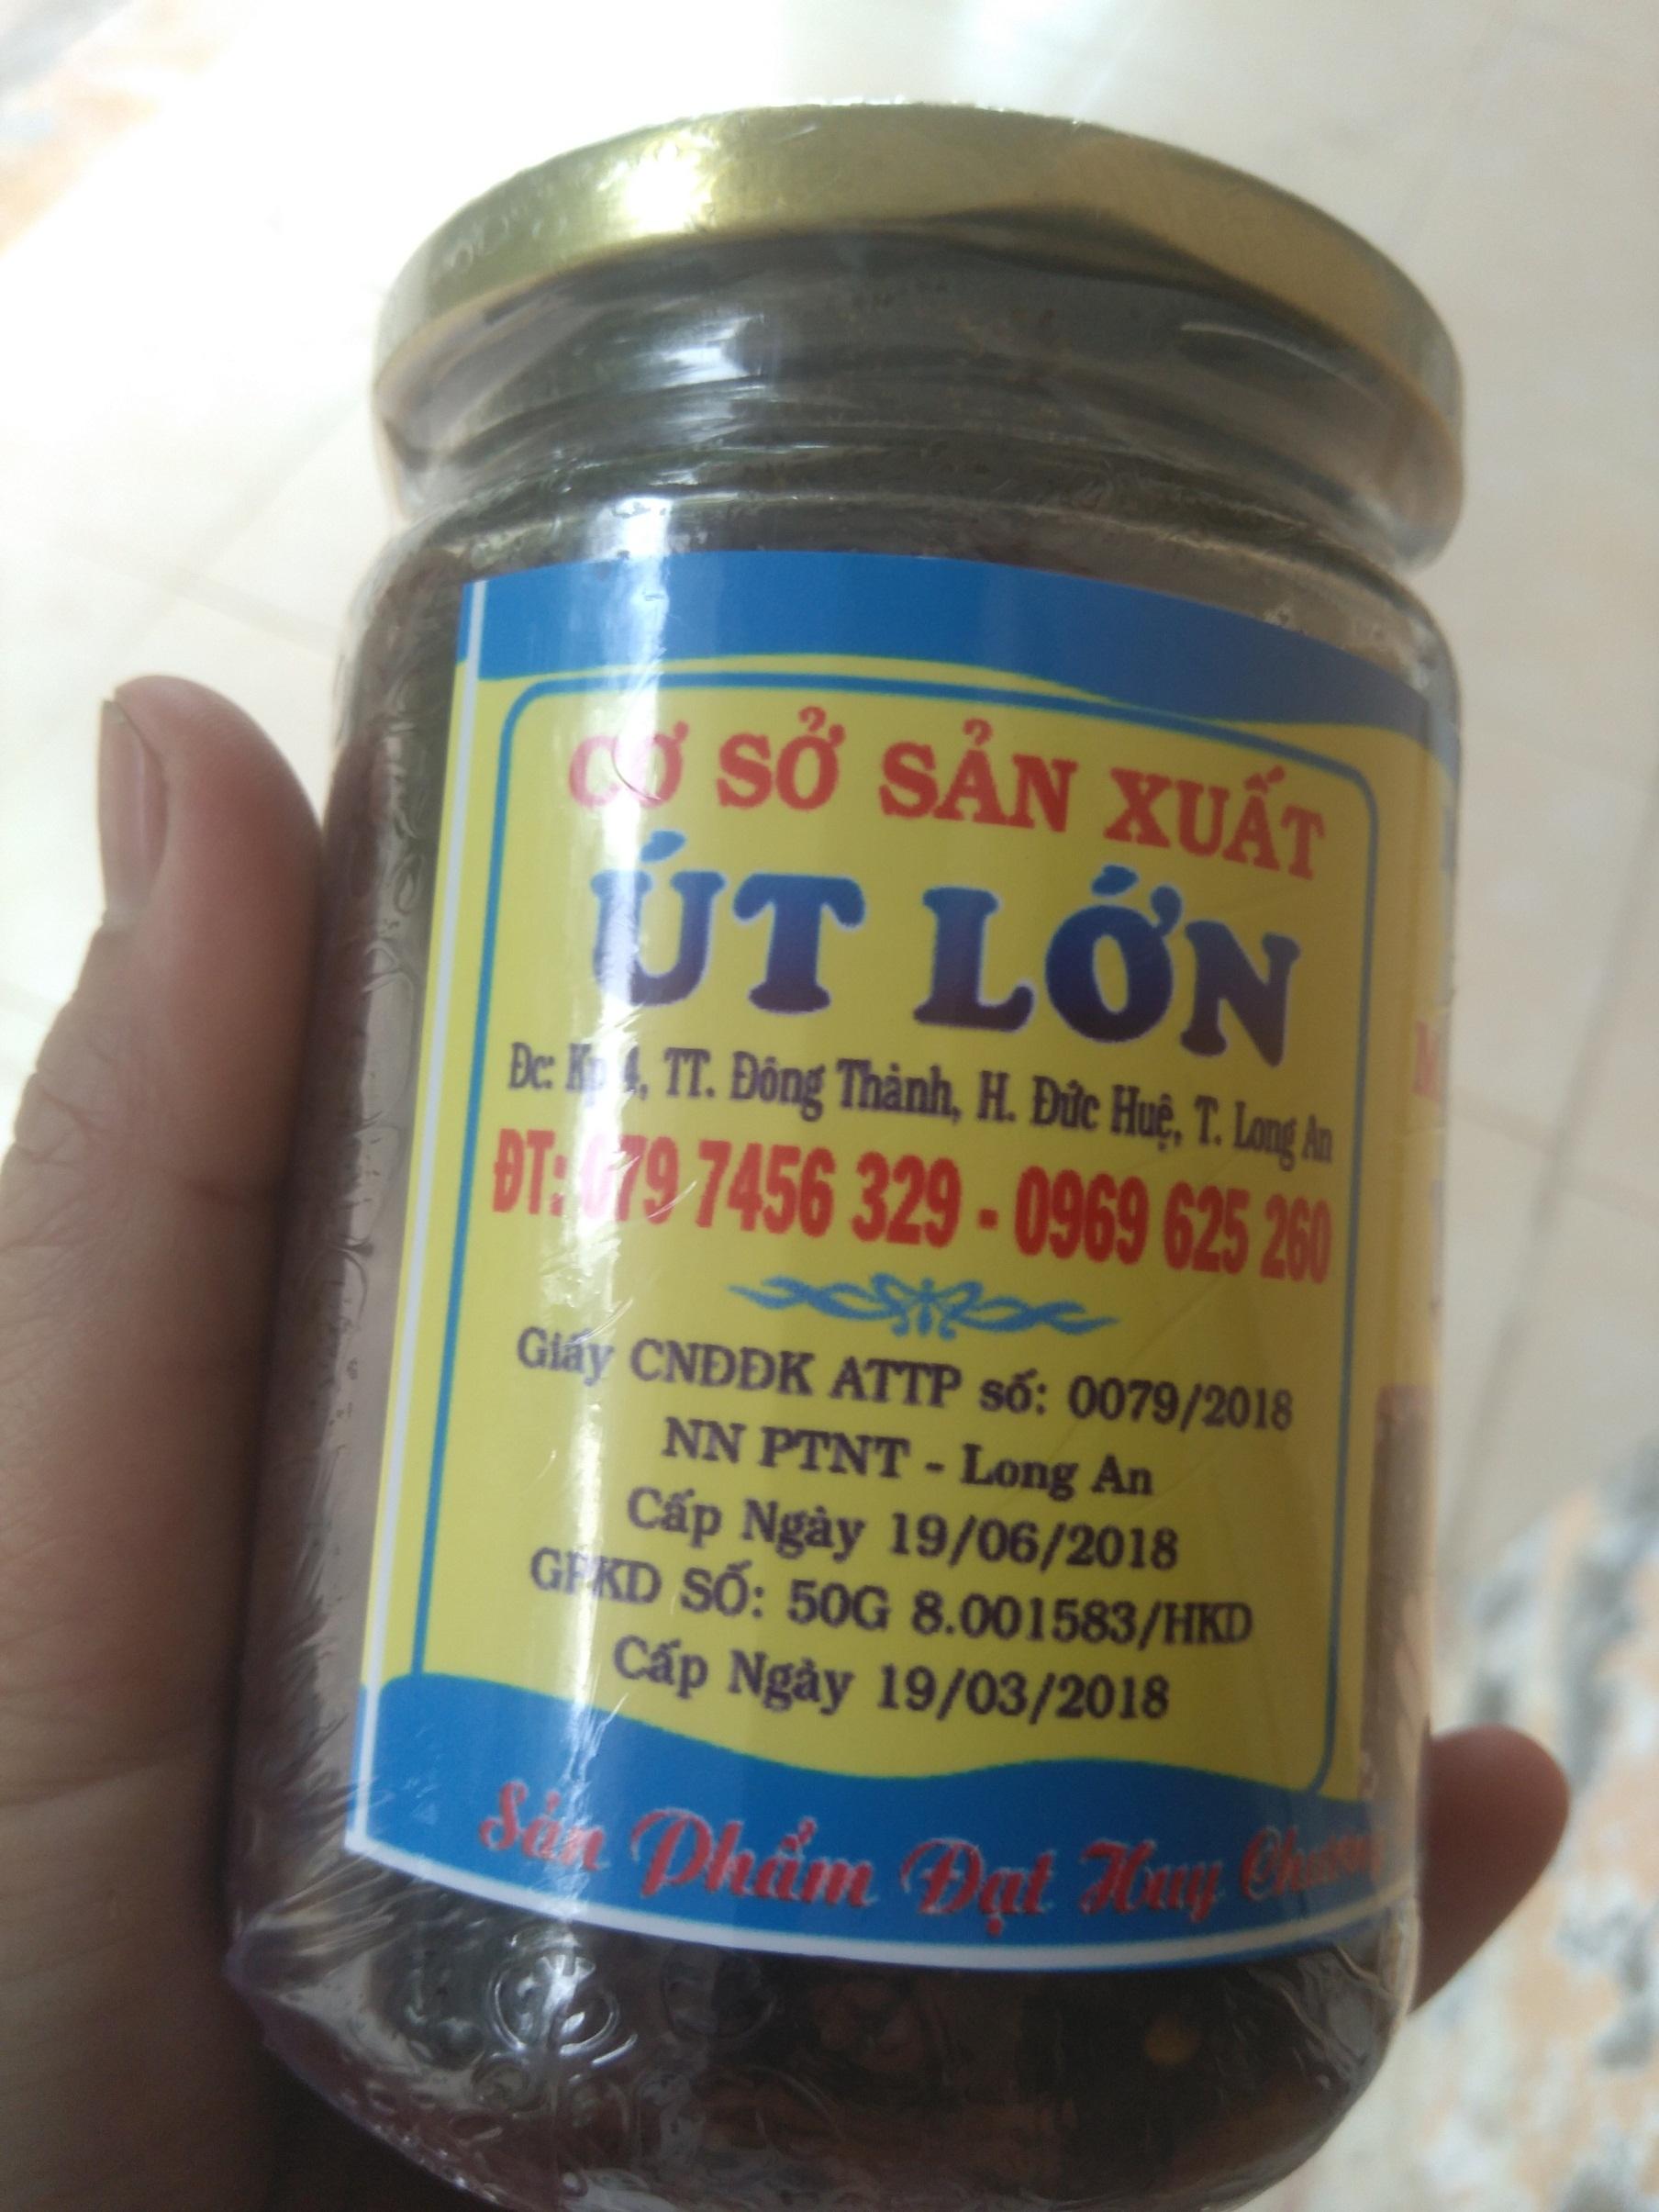 CƠ SỞ SẢN XUẤT
ÚT LỚN
Đc: Kp 4, TT. Đông Thành, H. Đức Huệ, T. Long An
ĐT: 079 7456 329 - 0969 625 260
Giấy CNĐĐK ATTP số: 0079/2018
NN PTNT - Long An
Cấp Ngày 19/06/2018
GPKD SỐ: 50G 8.001583/HKD
Cấp Ngày 19/03/2018
Sản Phẩm Đạt Huy Chương